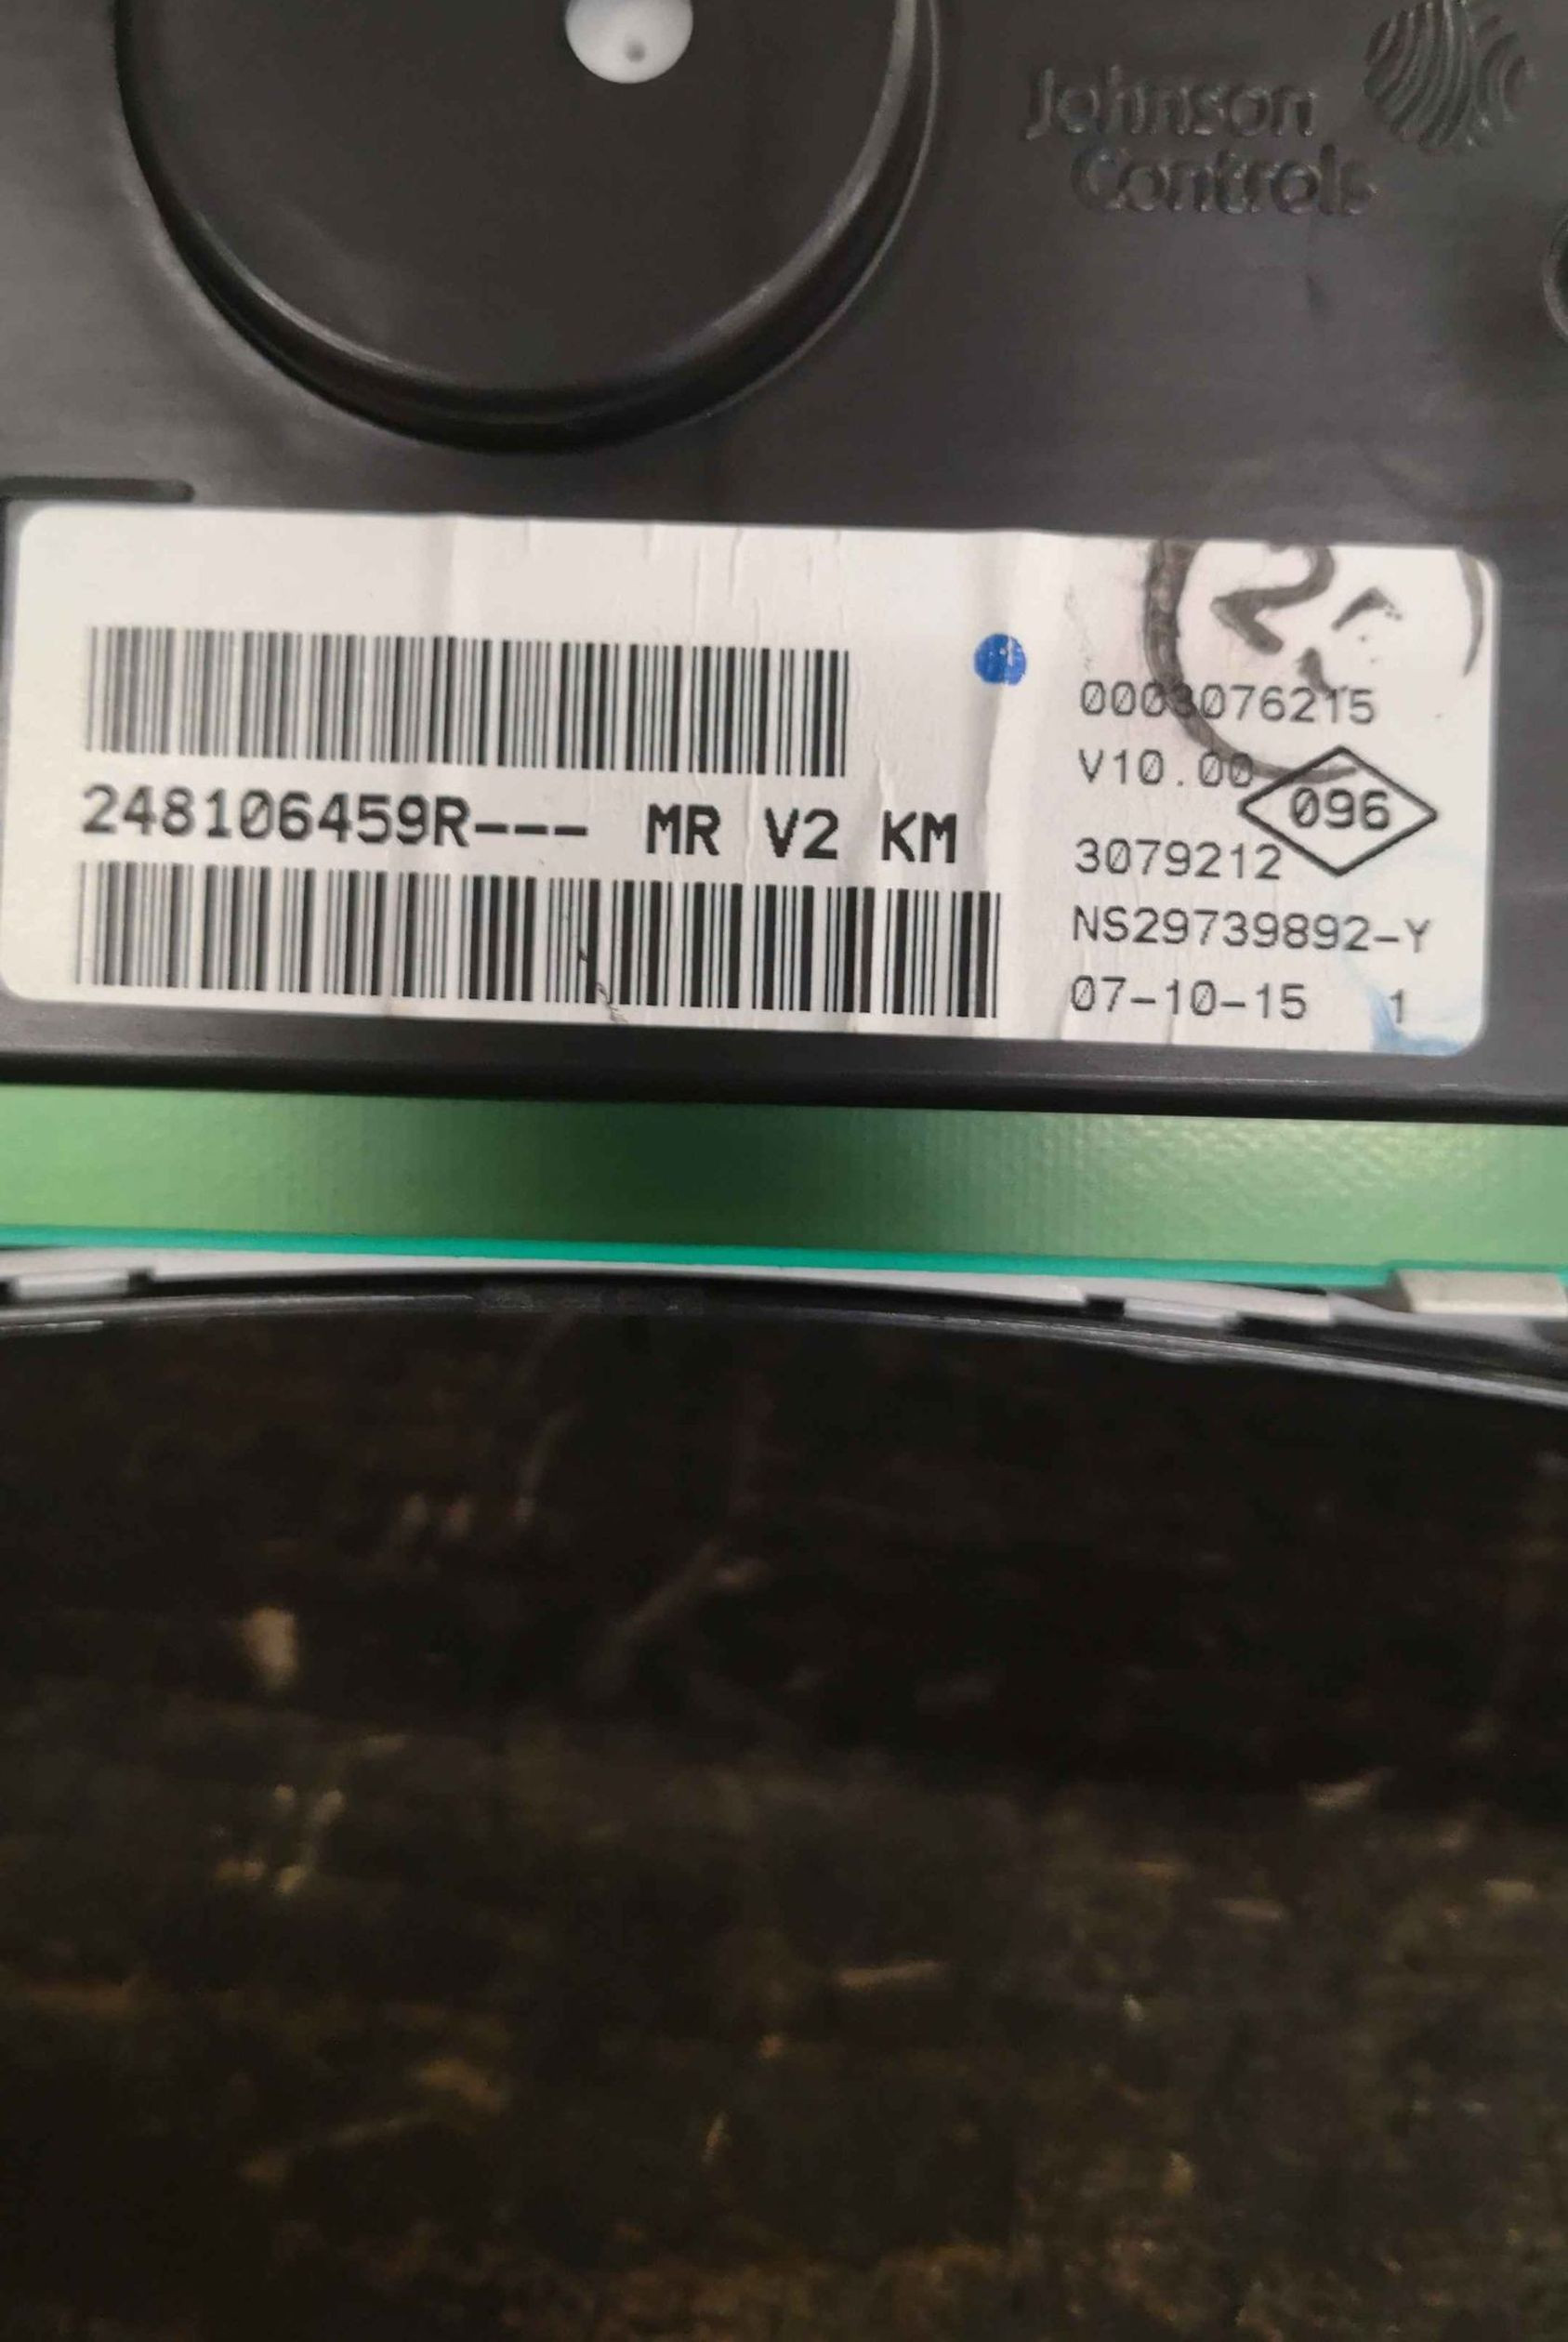 Johnson
Controls
0003076215
V10.00
096
248106459R--- MR V2 KM
3079212
NS29739892-Y
07-10-15 1